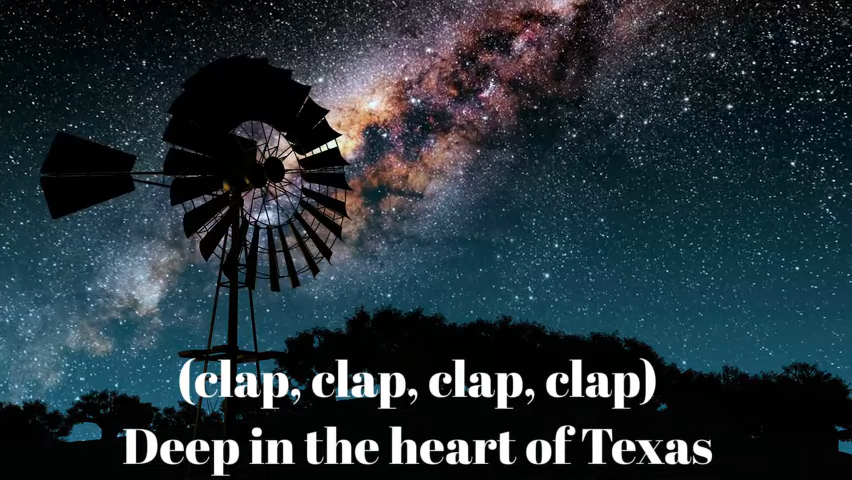 (clap, clap, clap, clap)
Deep in the heart of Texas